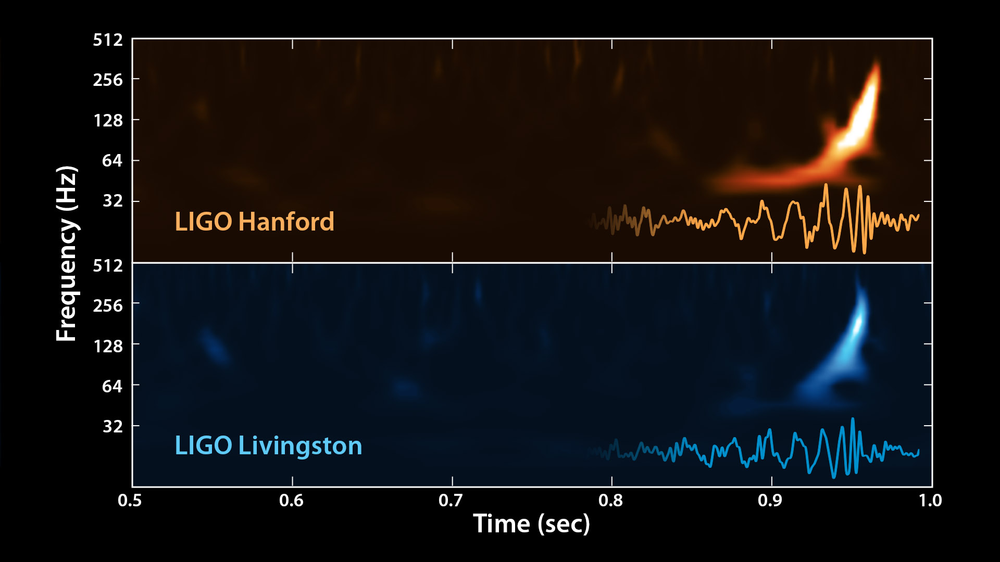 512
256
128
64
32
LIGO Hanford
512
256
128
64
32
LIGO Livingston
Frequency (Hz)
0.5 0.6 0.7 0.8 0.9 1.0
Time (sec)